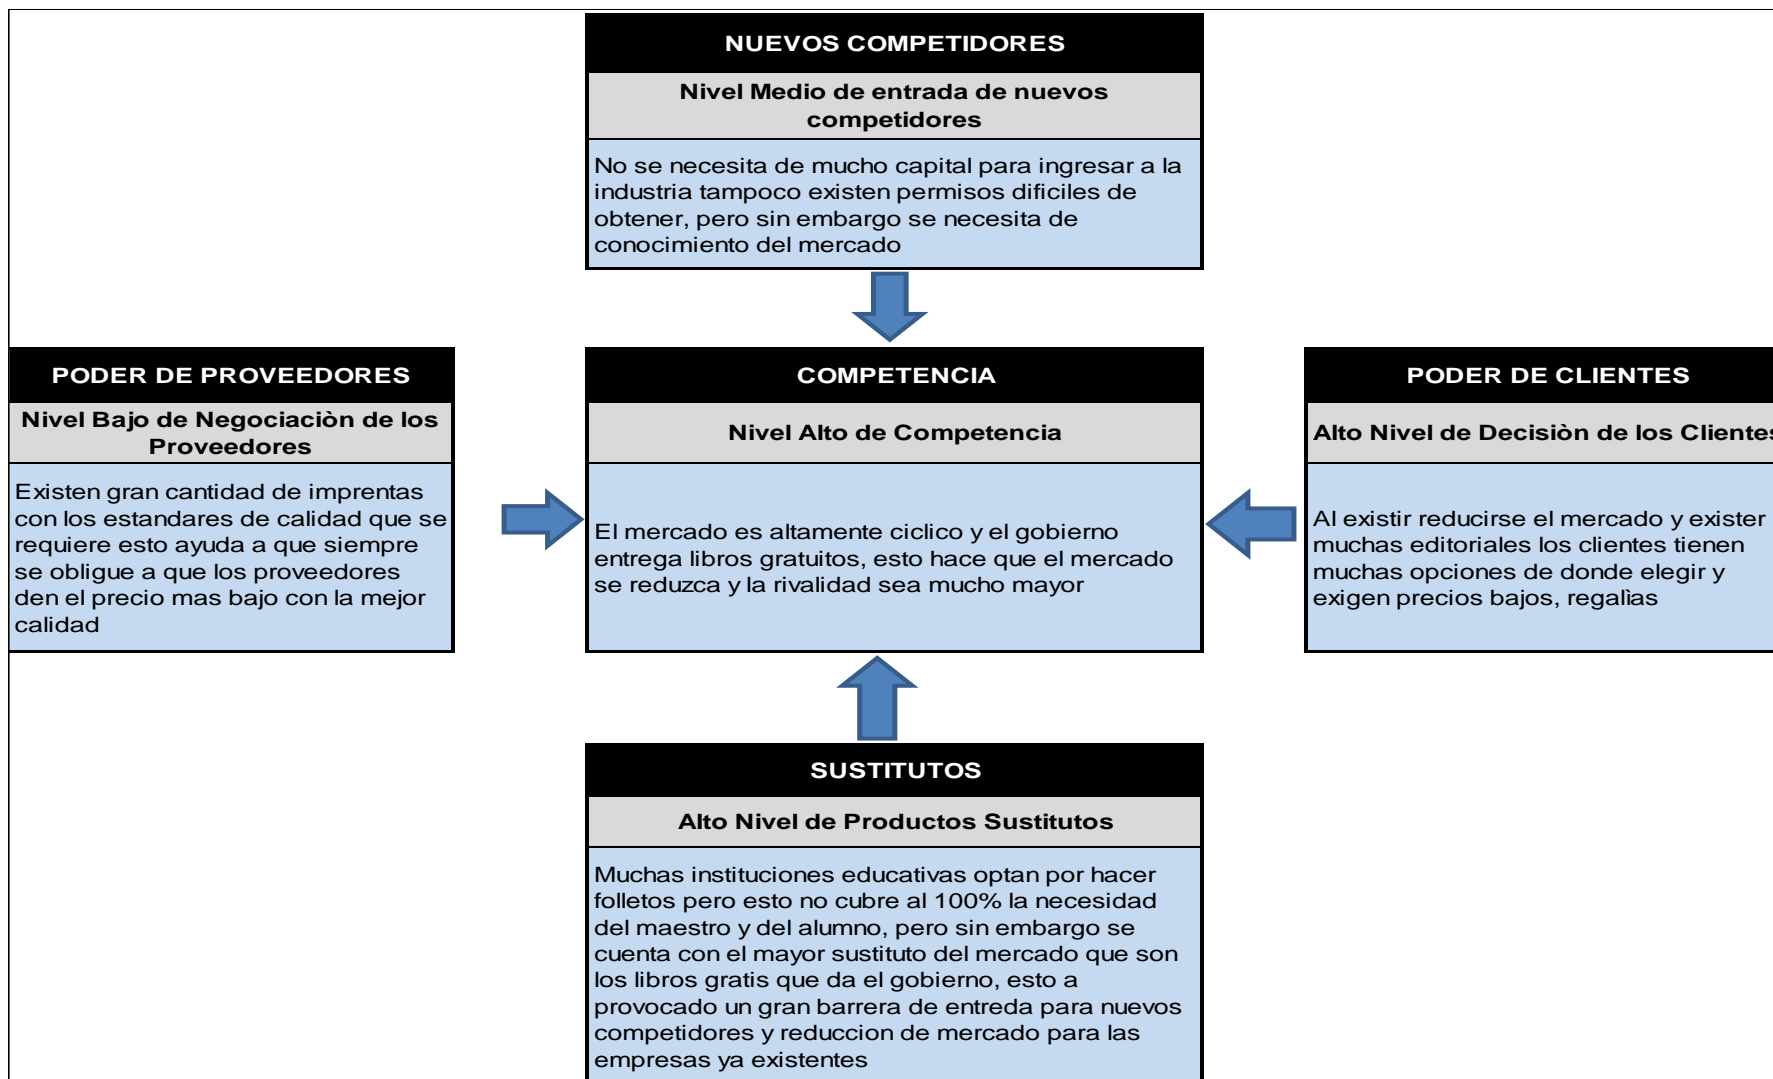 NUEVOS COMPETIDORES
Nivel Medio de entrada de nuevos
competidores
No se necesita de mucho capital para ingresar a la
industria tampoco existen permisos dificiles de
obtener, pero sin embargo se necesita de
conocimiento del mercado
PODER DE PROVEEDORES
Nivel Bajo de Negociaciòn de los
Proveedores
Existen gran cantidad de imprentas
con los estandares de calidad que se
requiere esto ayuda a que siempre
se obligue a que los proveedores
den el precio mas bajo con la mejor
calidad
COMPETENCIA
Nivel Alto de Competencia
El mercado es altamente ciclico y el gobierno
entrega libros gratuitos, esto hace que el mercado
se reduzca y la rivalidad sea mucho mayor
PODER DE CLIENTES
Alto Nivel de Decisiòn de los Clientes
Al existir reducirse el mercado y exister
muchas editoriales los clientes tienen
muchas opciones de donde elegir y
exigen precios bajos, regalìas
SUSTITUTOS
Alto Nivel de Productos Sustitutos
Muchas instituciones educativas optan por hacer
folletos pero esto no cubre al 100% la necesidad
del maestro y del alumno, pero sin embargo se
cuenta con el mayor sustituto del mercado que son
los libros gratis que da el gobierno, esto a
provocado un gran barrera de entreda para nuevos
competidores y reduccion de mercado para las
empresas ya existentes